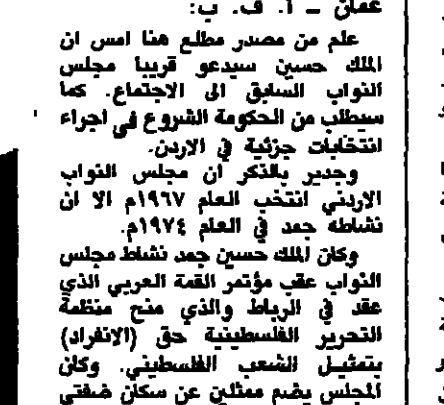 عمان – ا. ف. ب:
علم من مصدر مطلع هنا امس ان
الملك حسين سيدعو قريبا مجلس
النواب السابق الى الاجتماع. كما
سيطلب من الحكومة الشروع في اجراء
انتخابات جزئية في الاردن.
وجدير بالذكر ان مجلس النواب
الاردني انتخب العام ١٩٦٧م الا ان
نشاطه جمد في العام ١٩٧٤م.
وكان الملك حسين جمد نشاط مجلس
النواب عقب مؤتمر القمة العربي الذي
عقد في الرباط والذي منح منظمة
التحرير الفلسطينية حق (الانفراد)
بتمثيل الشعب الفلسطيني. وكان
المجلس يضم ممثلين عن سكان ضفتي